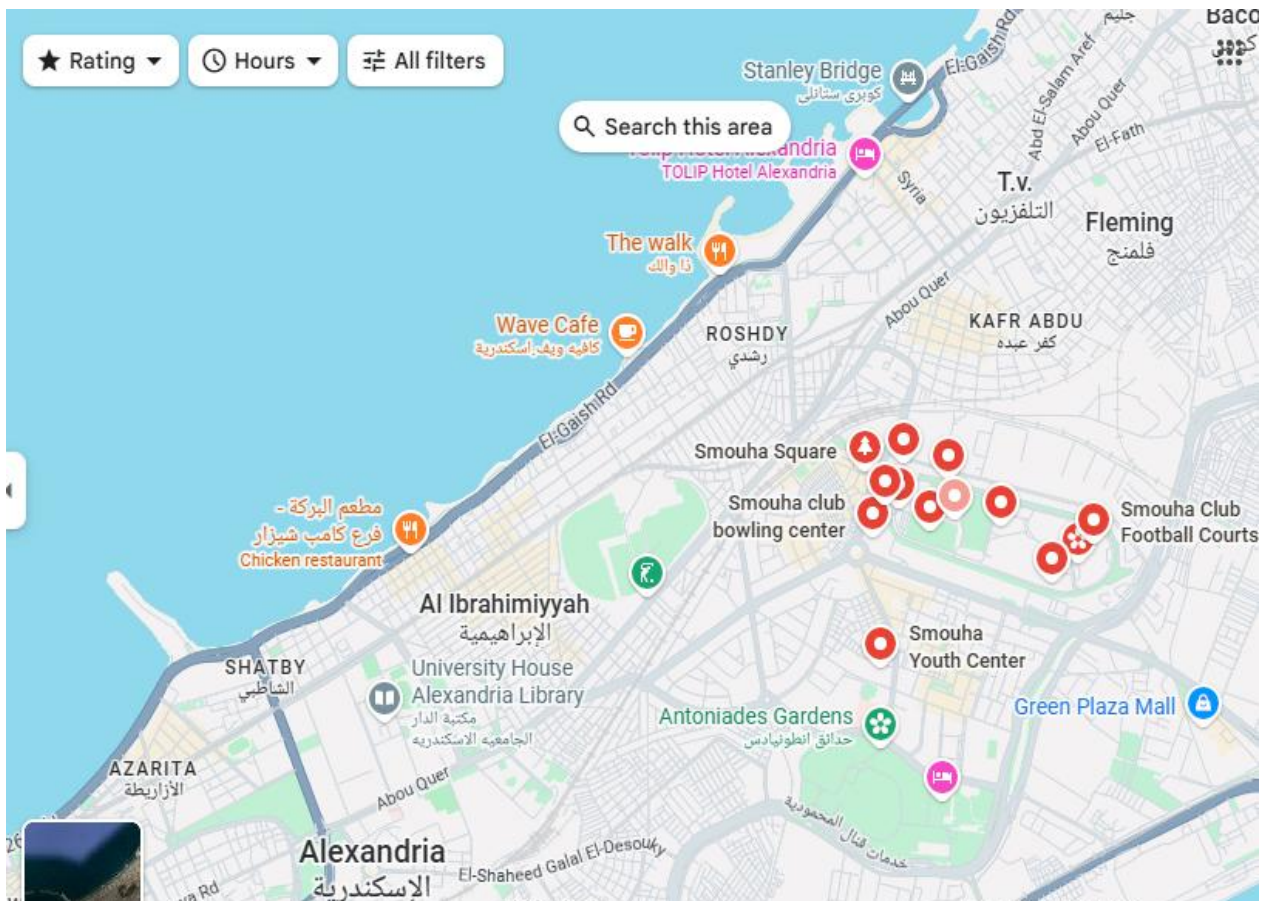 Rating
Hours
All filters
Search this area
Stanley Bridge
كوبري ستانلي
El-Gaish Rd
جليم
Abd El-Salam Aref
Abou Quer
El-Fath
TOLIP Hotel Alexandria
Syria
T.v.
التلفزيون
Fleming
فلمنج
The walk
ذا والك
Abou Quer
Wave Cafe
كافيه ويف اسكندرية
ROSHDY
رشدي
KAFR ABDU
كفر عبده
El-Gaish Rd
Smouha Square
Smouha club
bowling center
Smouha Club
Football Courts
مطعم البركة -
فرع كامب شيزار
Chicken restaurant
Al Ibrahimiyyah
الإبراهيمية
Smouha
Youth Center
SHATBY
الشاطبي
University House
Alexandria Library
مكتبة الدار
الجامعيه الاسكندريه
Antoniades Gardens
حدائق انطونيادس
Green Plaza Mall
AZARITA
الأزاريطة
Abou Quer
خدمات قنال المحمودية
Alexandria
الإسكندرية
El-Shaheed Galal El-Desouky